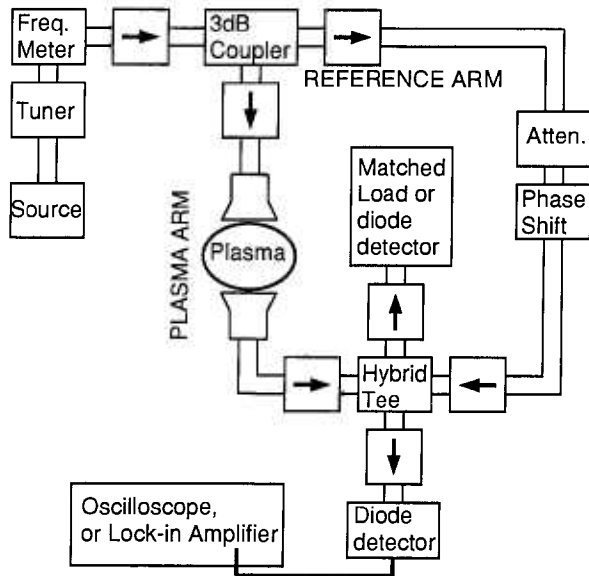 Freq.
Meter
3dB
Coupler
REFERENCE ARM
Tuner
Atten.
Source
PLASMA ARM
Plasma
Matched
Load or
diode
detector
Phase
Shift
Hybrid
Tee
Oscilloscope,
or Lock-in Amplifier
Diode
detector